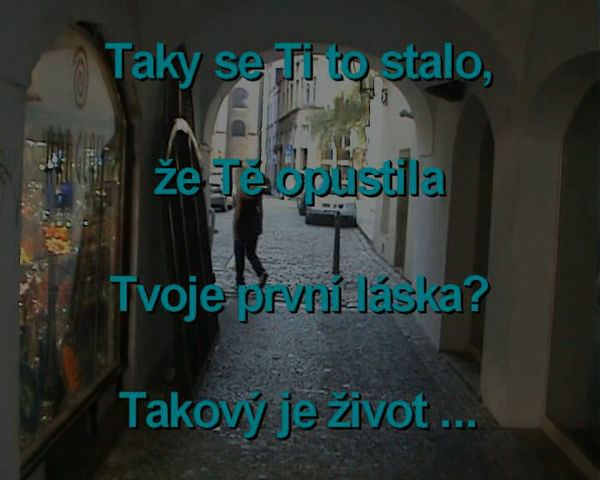 Taky se Ti to stalo,
že Tě opustila
Tvoje první láska?
Takový je život ...